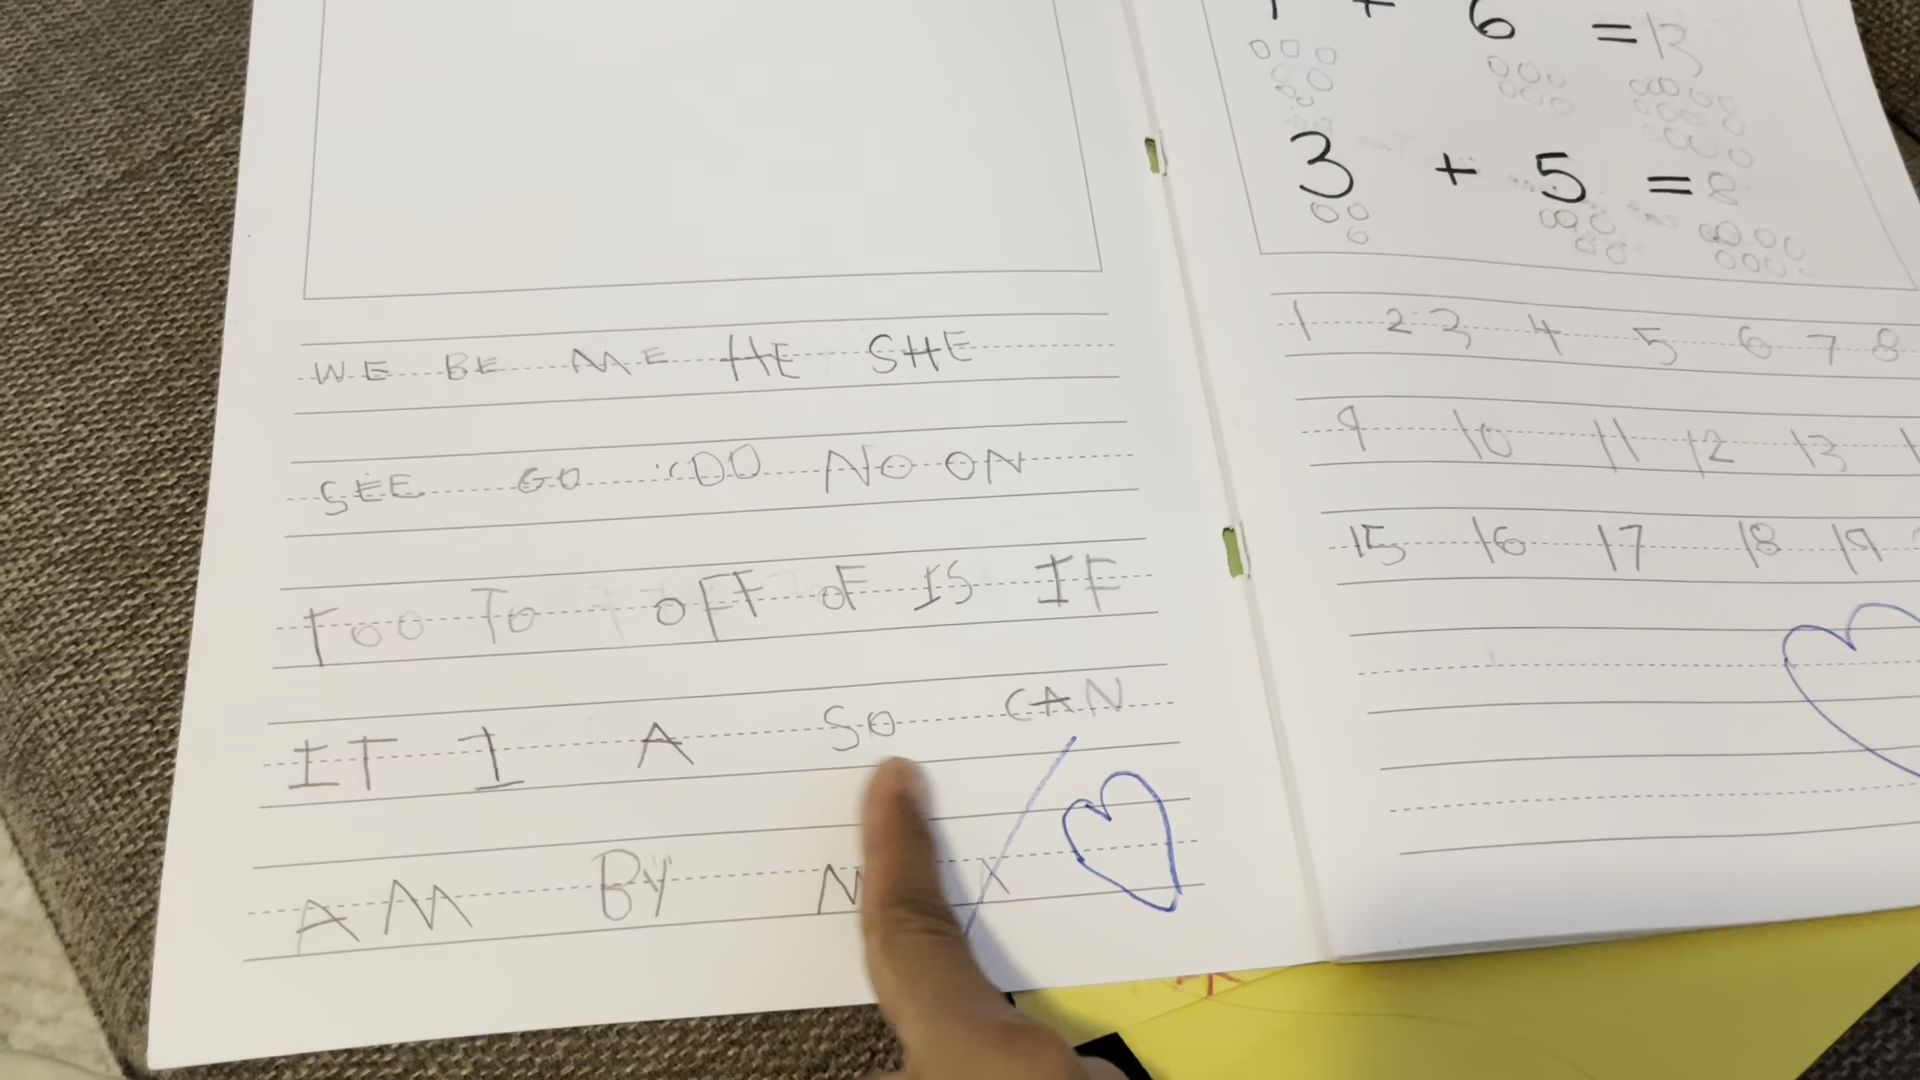 WE BE ME HE SHE
SEE GO DO NO ON
TOO TO OFF OF IS IF
IT I A SO CAN
AM BY
+ 6 = 13
3 + 5 = 8
1 2 3 4 5 6 7 8
9 10 11 12 13
15 16 17 18 19